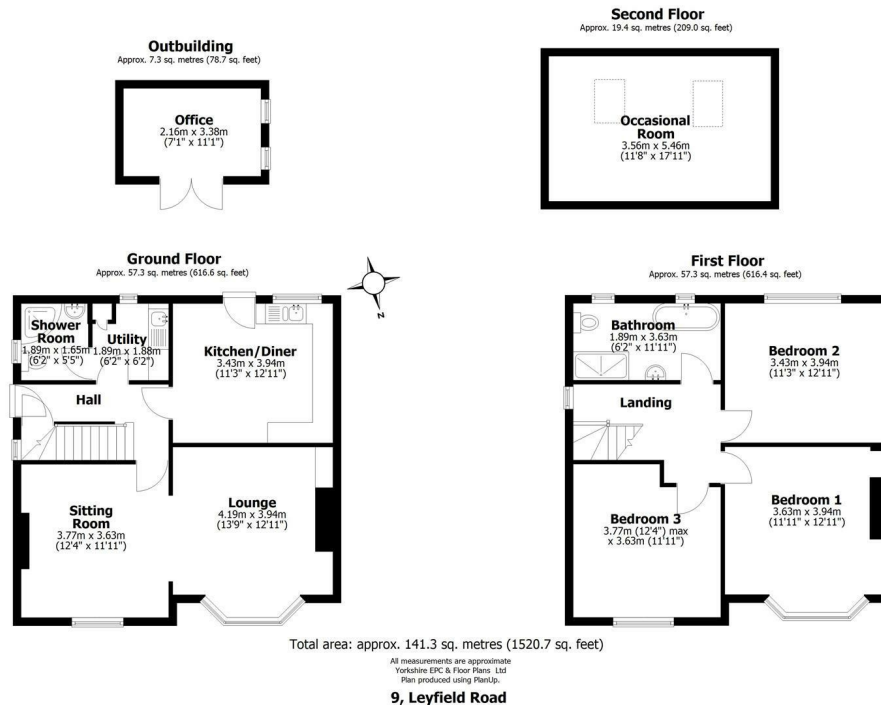 Outbuilding
Approx. 7.3 sq. metres (78.7 sq. feet)
Office
2.16m x 3.38m
(7'1" x 11'1")
Second Floor
Approx. 19.4 sq. metres (209.0 sq. feet)
Occasional
Room
3.56m x 5.46m
(11'8" x 17'11")
Ground Floor
Approx. 57.3 sq. metres (616.6 sq. feet)
N
Shower
Room
1.89m x 1.65m
(6'2" x 5'5")
Utility
1.89m x 1.88m
(6'2" x 6'2")
Kitchen/Diner
3.43m x 3.94m
(11'3" x 12'11")
Hall
Sitting
Room
3.77m x 3.63m
(12'4" x 11'11")
Lounge
4.19m x 3.94m
(13'9" x 12'11")
First Floor
Approx. 57.3 sq. metres (616.4 sq. feet)
Bathroom
1.89m x 3.63m
(6'2" x 11'11")
Bedroom 2
3.43m x 3.94m
(11'3" x 12'11")
Landing
Bedroom 3
3.77m (12'4") max
x 3.63m (11'11")
Bedroom 1
3.63m x 3.94m
(11'11" x 12'11")
Total area: approx. 141.3 sq. metres (1520.7 sq. feet)
All measurements are approximate
Yorkshire EPC & Floor Plans Ltd
Plan produced using PlanUp.
9, Leyfield Road